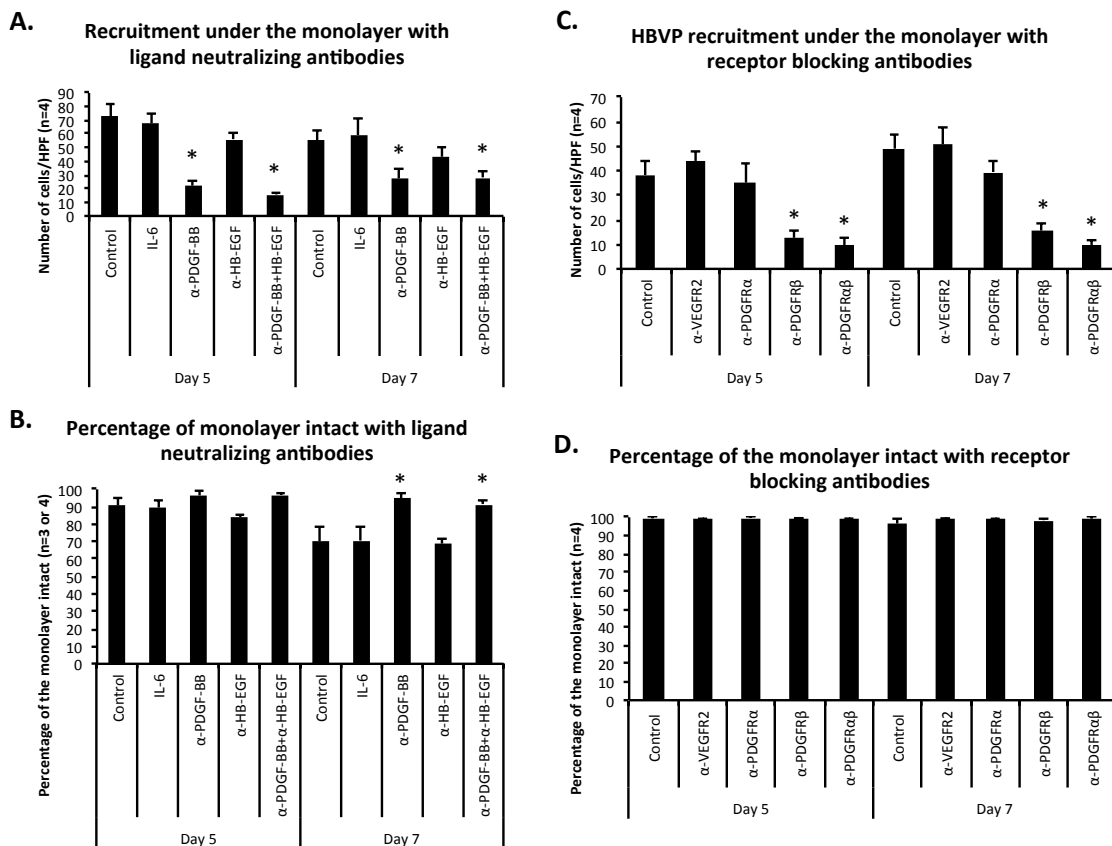 A.
Recruitment under the monolayer with
ligand neutralizing antibodies
Number of cells/HPF (n=4)
90
80
70
60
50
40
30
20
10
0
* * * *
Control
IL-6
α-PDGF-BB
α-HB-EGF
α-PDGF-BB+HB-EGF
Control
IL-6
α-PDGF-BB
α-HB-EGF
α-PDGF-BB+HB-EGF
Day 5
Day 7
B.
Percentage of monolayer intact with ligand
neutralizing antibodies
Percentage of the monolayer intact (n=3 or 4)
100
90
80
70
60
50
40
30
20
10
0
* *
Control
IL-6
α-PDGF-BB
α-HB-EGF
α-PDGF-BB+α-HB-EGF
Control
IL-6
α-PDGF-BB
α-HB-EGF
α-PDGF-BB+α-HB-EGF
Day 5
Day 7
C.
HBVP recruitment under the monolayer with
receptor blocking antibodies
Number of cells/HPF (n=4)
70
60
50
40
30
20
10
0
* * * *
Control
α-VEGFR2
α-PDGFRα
α-PDGFRβ
α-PDGFRαβ
Control
α-VEGFR2
α-PDGFRα
α-PDGFRβ
α-PDGFRαβ
Day 5
Day 7
D.
Percentage of the monolayer intact with receptor
blocking antibodies
Percentage of the monolayer intact (n=4)
100
90
80
70
60
50
40
30
20
10
0
Control
α-VEGFR2
α-PDGFRα
α-PDGFRβ
α-PDGFRαβ
Control
α-VEGFR2
α-PDGFRα
α-PDGFRβ
α-PDGFRαβ
Day 5
Day 7